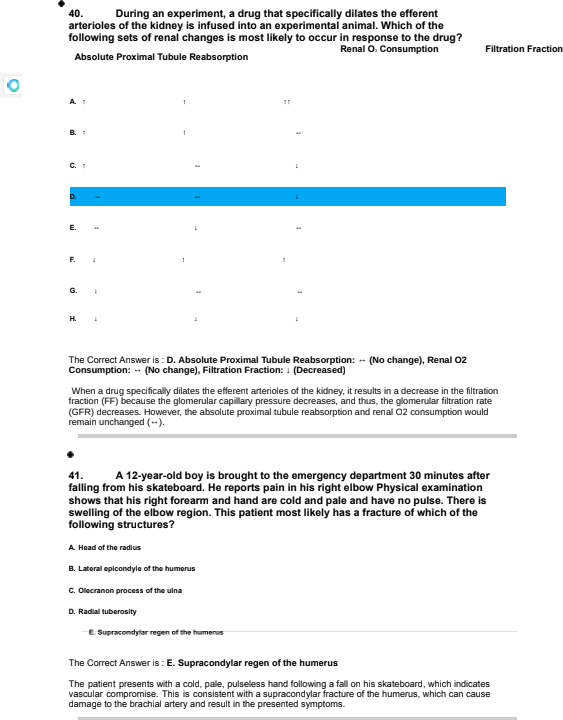 40. During an experiment, a drug that specifically dilates the efferent
arterioles of the kidney is infused into an experimental animal. Which of the
following sets of renal changes is most likely to occur in response to the drug?
Renal O₂ Consumption Filtration Fraction
Absolute Proximal Tubule Reabsorption
A. ↑ ↑ ↑↑
B. ↑ ↑ ↔
C. ↑ ↔ ↓
D. ↔ ↔ ↓
E. ↔ ↓ ↔
F. ↓ ↑ ↑
G. ↓ ↔ ↔
H. ↓ ↓ ↓
The Correct Answer is : D. Absolute Proximal Tubule Reabsorption: ↔ (No change), Renal O2
Consumption: ↔ (No change), Filtration Fraction: ↓ (Decreased)
When a drug specifically dilates the efferent arterioles of the kidney, it results in a decrease in the filtration
fraction (FF) because the glomerular capillary pressure decreases, and thus, the glomerular filtration rate
(GFR) decreases. However, the absolute proximal tubule reabsorption and renal O2 consumption would
remain unchanged (↔).
41. A 12-year-old boy is brought to the emergency department 30 minutes after
falling from his skateboard. He reports pain in his right elbow Physical examination
shows that his right forearm and hand are cold and pale and have no pulse. There is
swelling of the elbow region. This patient most likely has a fracture of which of the
following structures?
A. Head of the radius
B. Lateral epicondyle of the humerus
C. Olecranon process of the ulna
D. Radial tuberosity
E. Supracondylar regen of the humerus
The Correct Answer is : E. Supracondylar regen of the humerus
The patient presents with a cold, pale, pulseless hand following a fall on his skateboard, which indicates
vascular compromise. This is consistent with a supracondylar fracture of the humerus, which can cause
damage to the brachial artery and result in the presented symptoms.